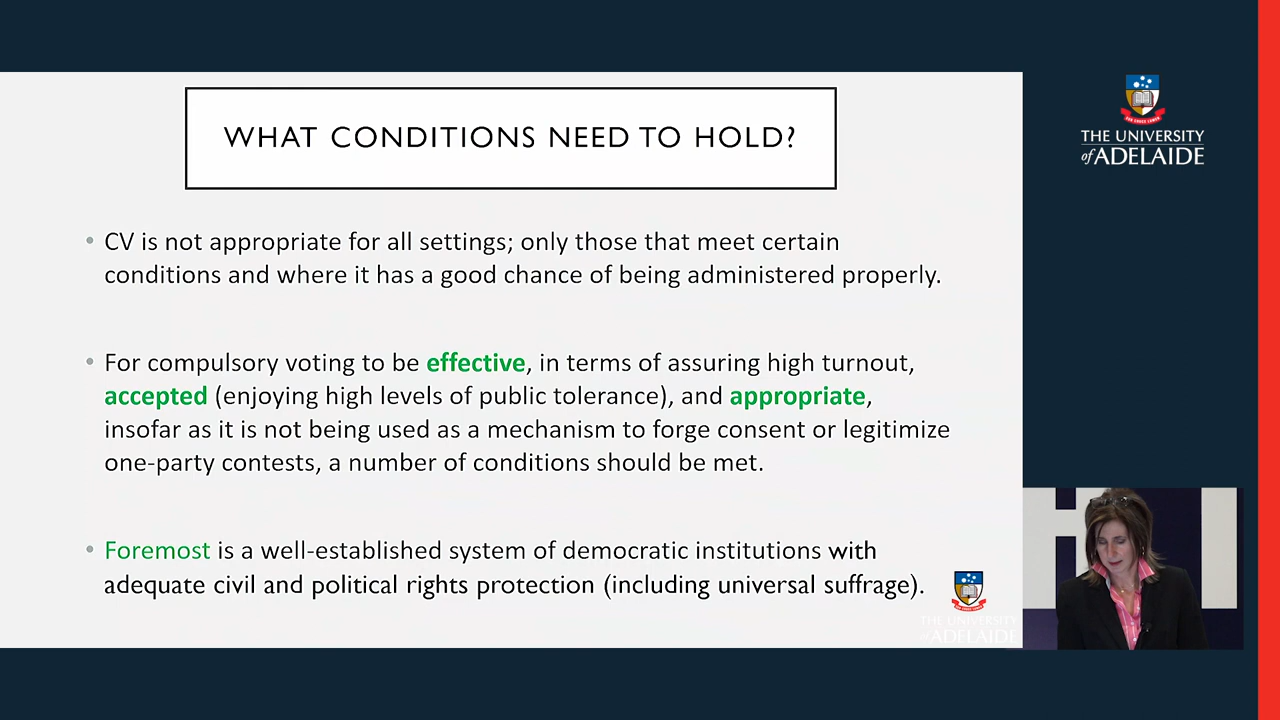 WHAT CONDITIONS NEED TO HOLD?
• CV is not appropriate for all settings; only those that meet certain
conditions and where it has a good chance of being administered properly.
• For compulsory voting to be effective, in terms of assuring high turnout,
accepted (enjoying high levels of public tolerance), and appropriate,
insofar as it is not being used as a mechanism to forge consent or legitimize
one-party contests, a number of conditions should be met.
• Foremost is a well-established system of democratic institutions with
adequate civil and political rights protection (including universal suffrage).
THE UNIVERSITY
of ADELAIDE
THE UNIVERSITY
of ADELAIDE